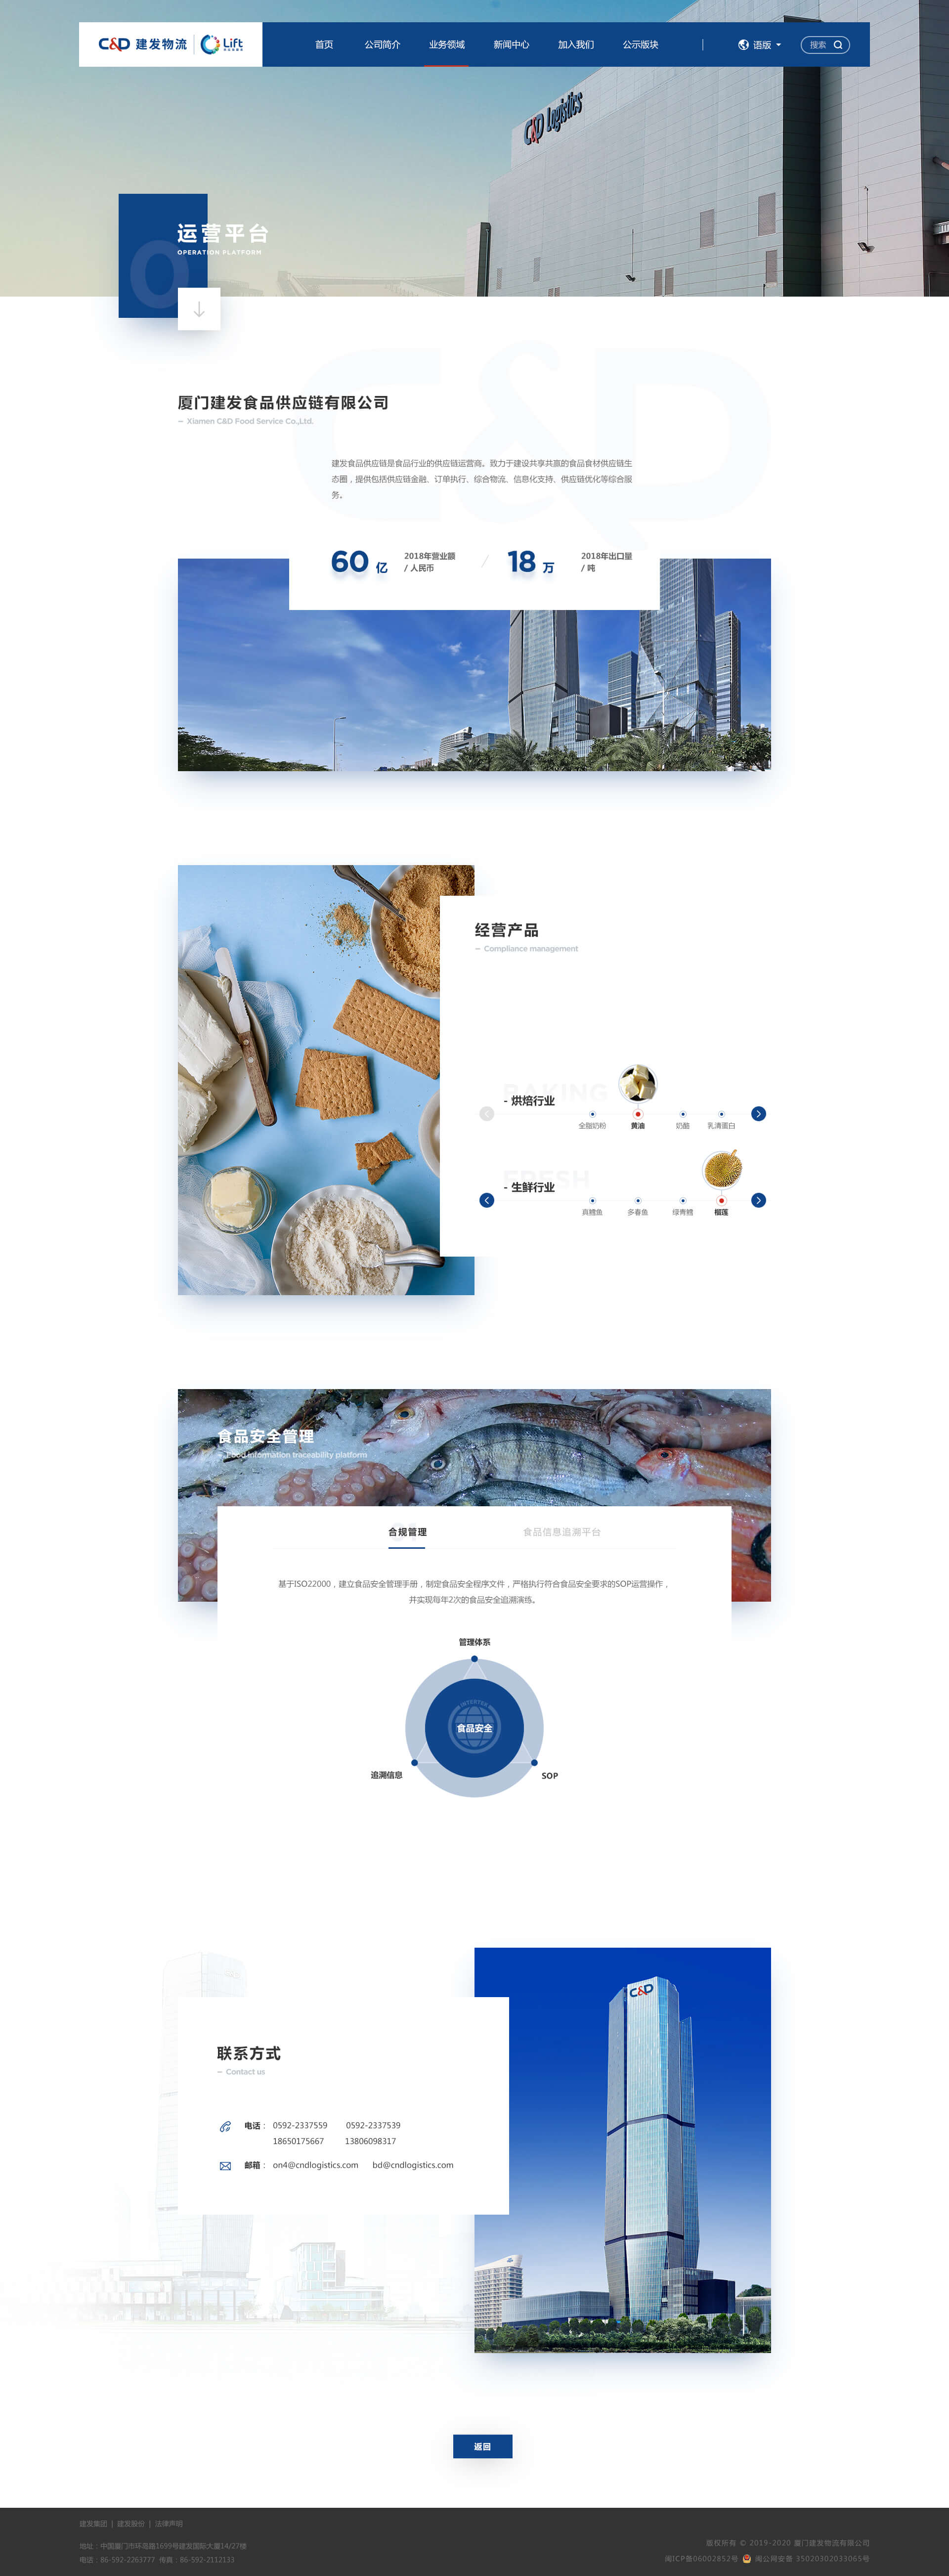 C&D 建发物流 Lift
首页 公司简介 业务领域 新闻中心 加入我们 公示版块 语版 搜索
C&D Logistics
运营平台
OPERATION PLATFORM
C&D
厦门建发食品供应链有限公司
– Xiamen C&D Food Service Co.,Ltd.
建发食品供应链是食品行业的供应链运营商。致力于建设共享共赢的食品食材供应链生
态圈，提供包括供应链金融、订单执行、综合物流、信息化支持、供应链优化等综合服
务。
60 亿 2018年营业额 / 人民币 / 18 万 2018年出口量 / 吨
经营产品
– Compliance management
BAKING
- 烘焙行业
全脂奶粉 黄油 奶酪 乳清蛋白
FRESH
- 生鲜行业
真鳕鱼 多春鱼 绿青鳕 榴莲
食品安全管理
– Food information traceability platform
合规管理 食品信息追溯平台
基于ISO22000，建立食品安全管理手册，制定食品安全程序文件，严格执行符合食品安全要求的SOP运营操作，
并实现每年2次的食品安全追溯演练。
管理体系
食品安全
追溯信息 SOP
C&D
联系方式
– Contact us
电话： 0592-2337559 0592-2337539
18650175667 13806098317
邮箱： on4@cndlogistics.com bd@cndlogistics.com
返回
建发集团 | 建发股份 | 法律声明
地址：中国厦门市环岛路1699号建发国际大厦14/27楼
电话：86-592-2263777 传真：86-592-2112133
版权所有 © 2019-2020 厦门建发物流有限公司
闽ICP备06002852号 闽公网安备 35020302033065号